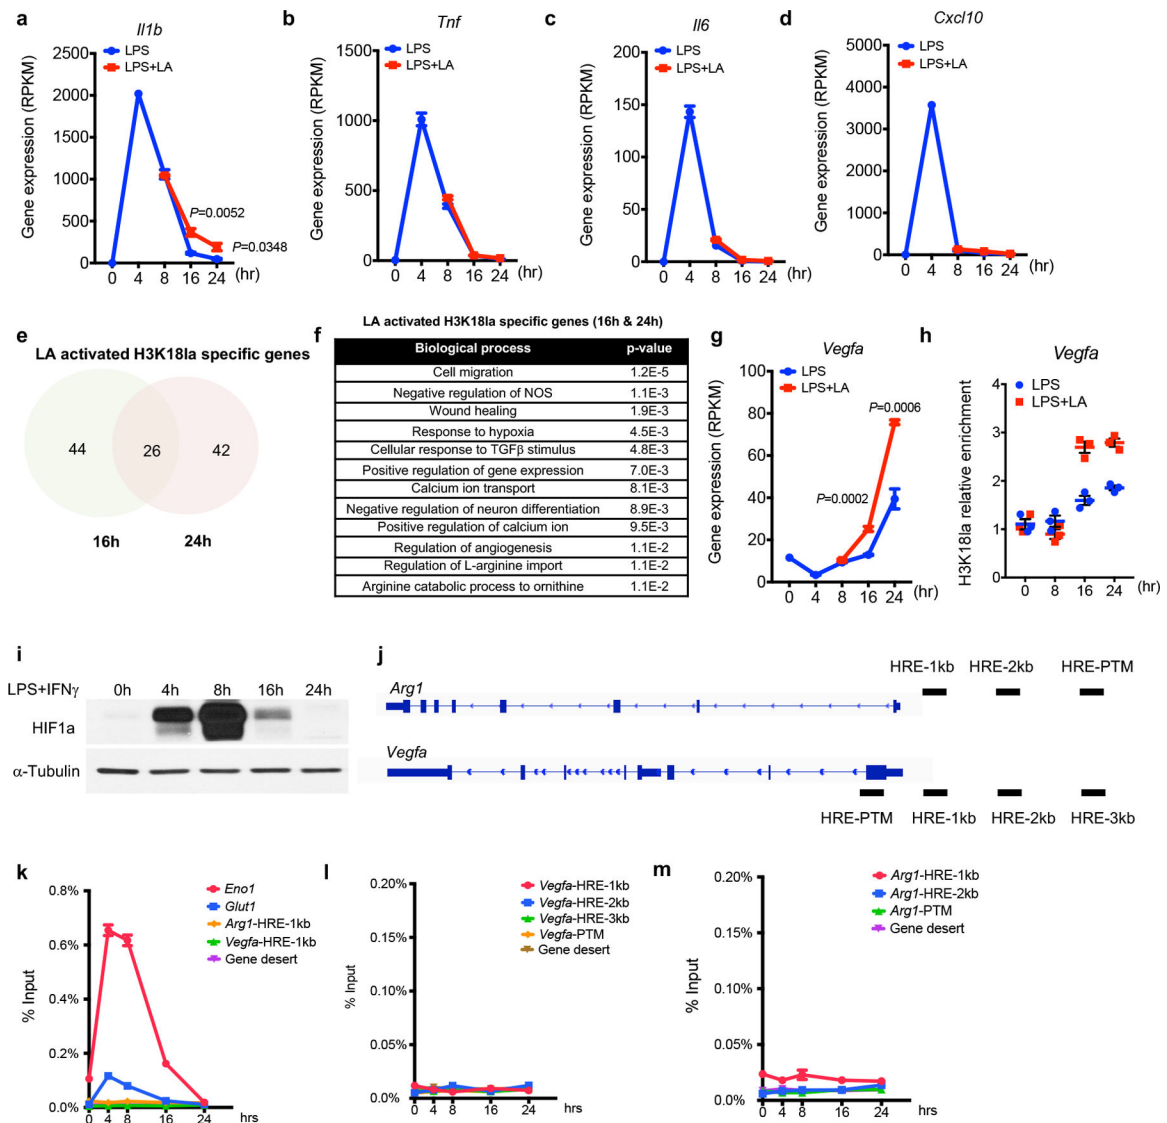 a
Il1b
LPS
LPS+LA
Gene expression (RPKM)
2500
2000
1500
1000
500
0
P=0.0052
P=0.0348
0 4 8 16 24 (hr)
b
Tnf
LPS
LPS+LA
Gene expression (RPKM)
1500
1000
500
0
0 4 8 16 24 (hr)
c
Il6
LPS
LPS+LA
Gene expression (RPKM)
200
150
100
50
0
0 4 8 16 24 (hr)
d
Cxcl10
LPS
LPS+LA
Gene expression (RPKM)
5000
4000
3000
2000
1000
0
0 4 8 16 24 (hr)
e
LA activated H3K18la specific genes
44 26 42
16h 24h
f
LA activated H3K18la specific genes (16h & 24h)
Biological process p-value
Cell migration 1.2E-5
Negative regulation of NOS 1.1E-3
Wound healing 1.9E-3
Response to hypoxia 4.5E-3
Cellular response to TGFβ stimulus 4.8E-3
Positive regulation of gene expression 7.0E-3
Calcium ion transport 8.1E-3
Negative regulation of neuron differentiation 8.9E-3
Positive regulation of calcium ion 9.5E-3
Regulation of angiogenesis 1.1E-2
Regulation of L-arginine import 1.1E-2
Arginine catabolic process to ornithine 1.1E-2
g
Vegfa
LPS
LPS+LA
Gene expression (RPKM)
100
80
60
40
20
0
P=0.0006
P=0.0002
0 4 8 16 24 (hr)
h
Vegfa
LPS
LPS+LA
H3K18la relative enrichment
4
3
2
1
0
0 8 16 24 (hr)
i
LPS+IFNγ 0h 4h 8h 16h 24h
HIF1a
α-Tubulin
j
HRE-1kb HRE-2kb HRE-PTM
Arg1
Vegfa
HRE-PTM HRE-1kb HRE-2kb HRE-3kb
k
Eno1
Glut1
Arg1-HRE-1kb
Vegfa-HRE-1kb
Gene desert
% Input
0.8%
0.6%
0.4%
0.2%
0.0%
0 4 8 16 24 hrs
l
Vegfa-HRE-1kb
Vegfa-HRE-2kb
Vegfa-HRE-3kb
Vegfa-PTM
Gene desert
% Input
0.20%
0.15%
0.10%
0.05%
0.00%
0 4 8 16 24 hrs
m
Arg1-HRE-1kb
Arg1-HRE-2kb
Arg1-PTM
Gene desert
% Input
0.20%
0.15%
0.10%
0.05%
0.00%
0 4 8 16 24 hrs